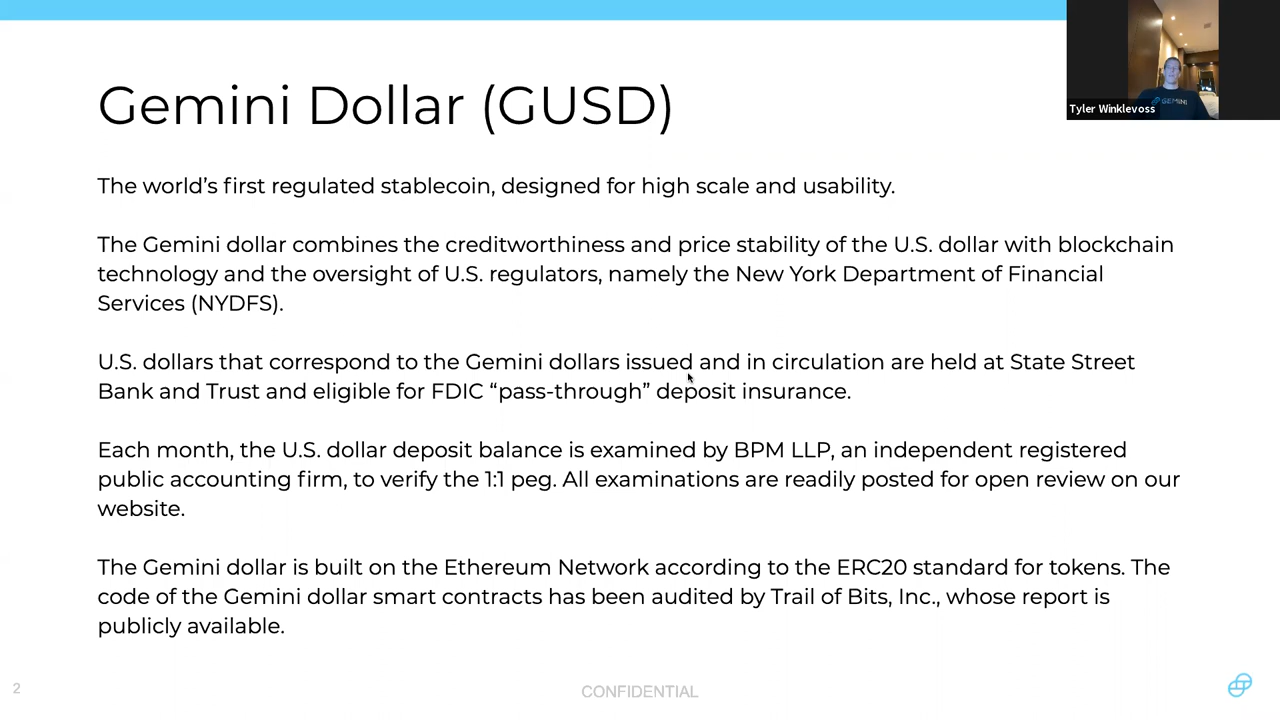 Gemini Dollar (GUSD)
Tyler Winklevoss
GEMINI
The world’s first regulated stablecoin, designed for high scale and usability.
The Gemini dollar combines the creditworthiness and price stability of the U.S. dollar with blockchain
technology and the oversight of U.S. regulators, namely the New York Department of Financial
Services (NYDFS).
U.S. dollars that correspond to the Gemini dollars issued and in circulation are held at State Street
Bank and Trust and eligible for FDIC “pass-through” deposit insurance.
Each month, the U.S. dollar deposit balance is examined by BPM LLP, an independent registered
public accounting firm, to verify the 1:1 peg. All examinations are readily posted for open review on our
website.
The Gemini dollar is built on the Ethereum Network according to the ERC20 standard for tokens. The
code of the Gemini dollar smart contracts has been audited by Trail of Bits, Inc., whose report is
publicly available.
2
CONFIDENTIAL